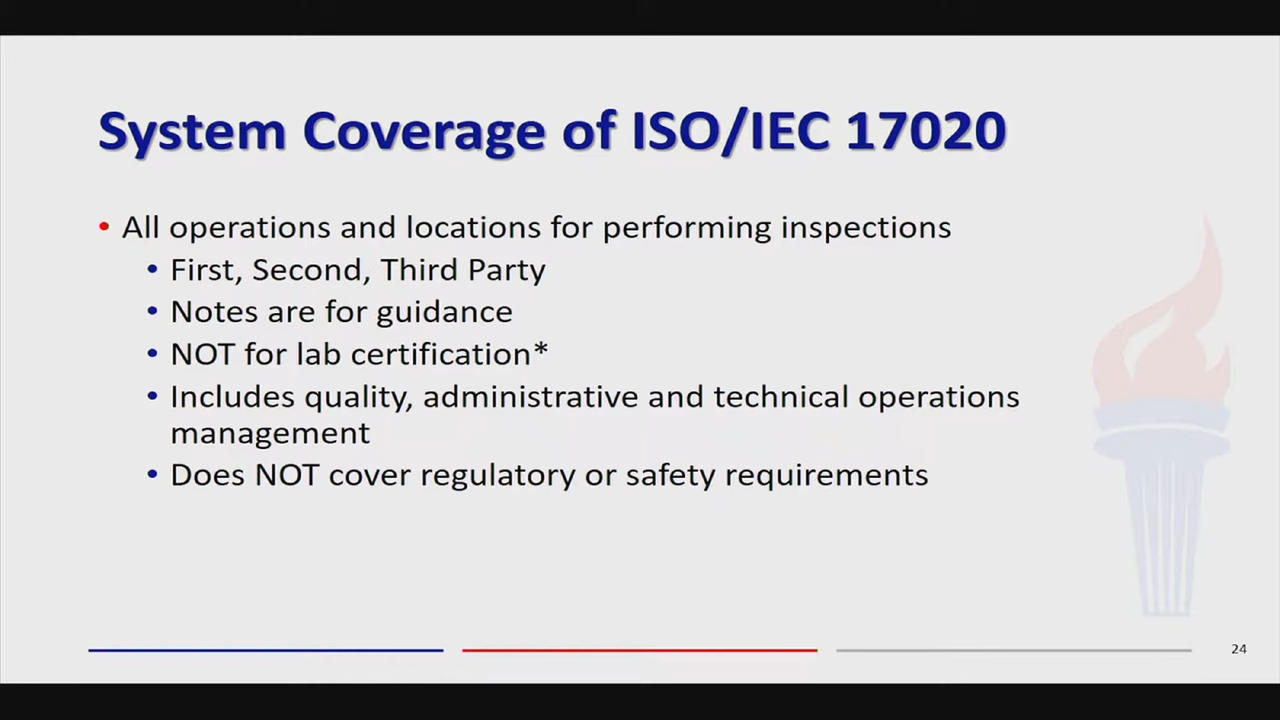 System Coverage of ISO/IEC 17020
• All operations and locations for performing inspections
• First, Second, Third Party
• Notes are for guidance
• NOT for lab certification*
• Includes quality, administrative and technical operations
management
• Does NOT cover regulatory or safety requirements
24